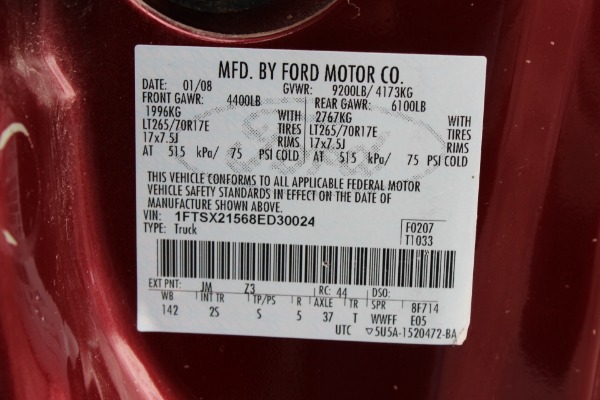 MFD. BY FORD MOTOR CO.
DATE: 01/08 GVWR: 9200LB/ 4173KG
FRONT GAWR: 4400LB REAR GAWR: 6100LB
1996KG WITH 2767KG WITH
LT265/70R17E TIRES LT265/70R17E TIRES
17x7.5J RIMS 17x7.5J RIMS
AT 515 kPa/ 75 PSI COLD AT 515 kPa/ 75 PSI COLD
THIS VEHICLE CONFORMS TO ALL APPLICABLE FEDERAL MOTOR
VEHICLE SAFETY STANDARDS IN EFFECT ON THE DATE OF
MANUFACTURE SHOWN ABOVE.
VIN: 1FTSX21568ED30024 F0207
TYPE: Truck T1033
EXT PNT: JM Z3 RC: 44 DSO:
WB INT TR TP/PS R AXLE TR SPR 8F714
142 2S S 5 37 T WWFF E05
UTC ▽5U5A-1520472-BA
Ford